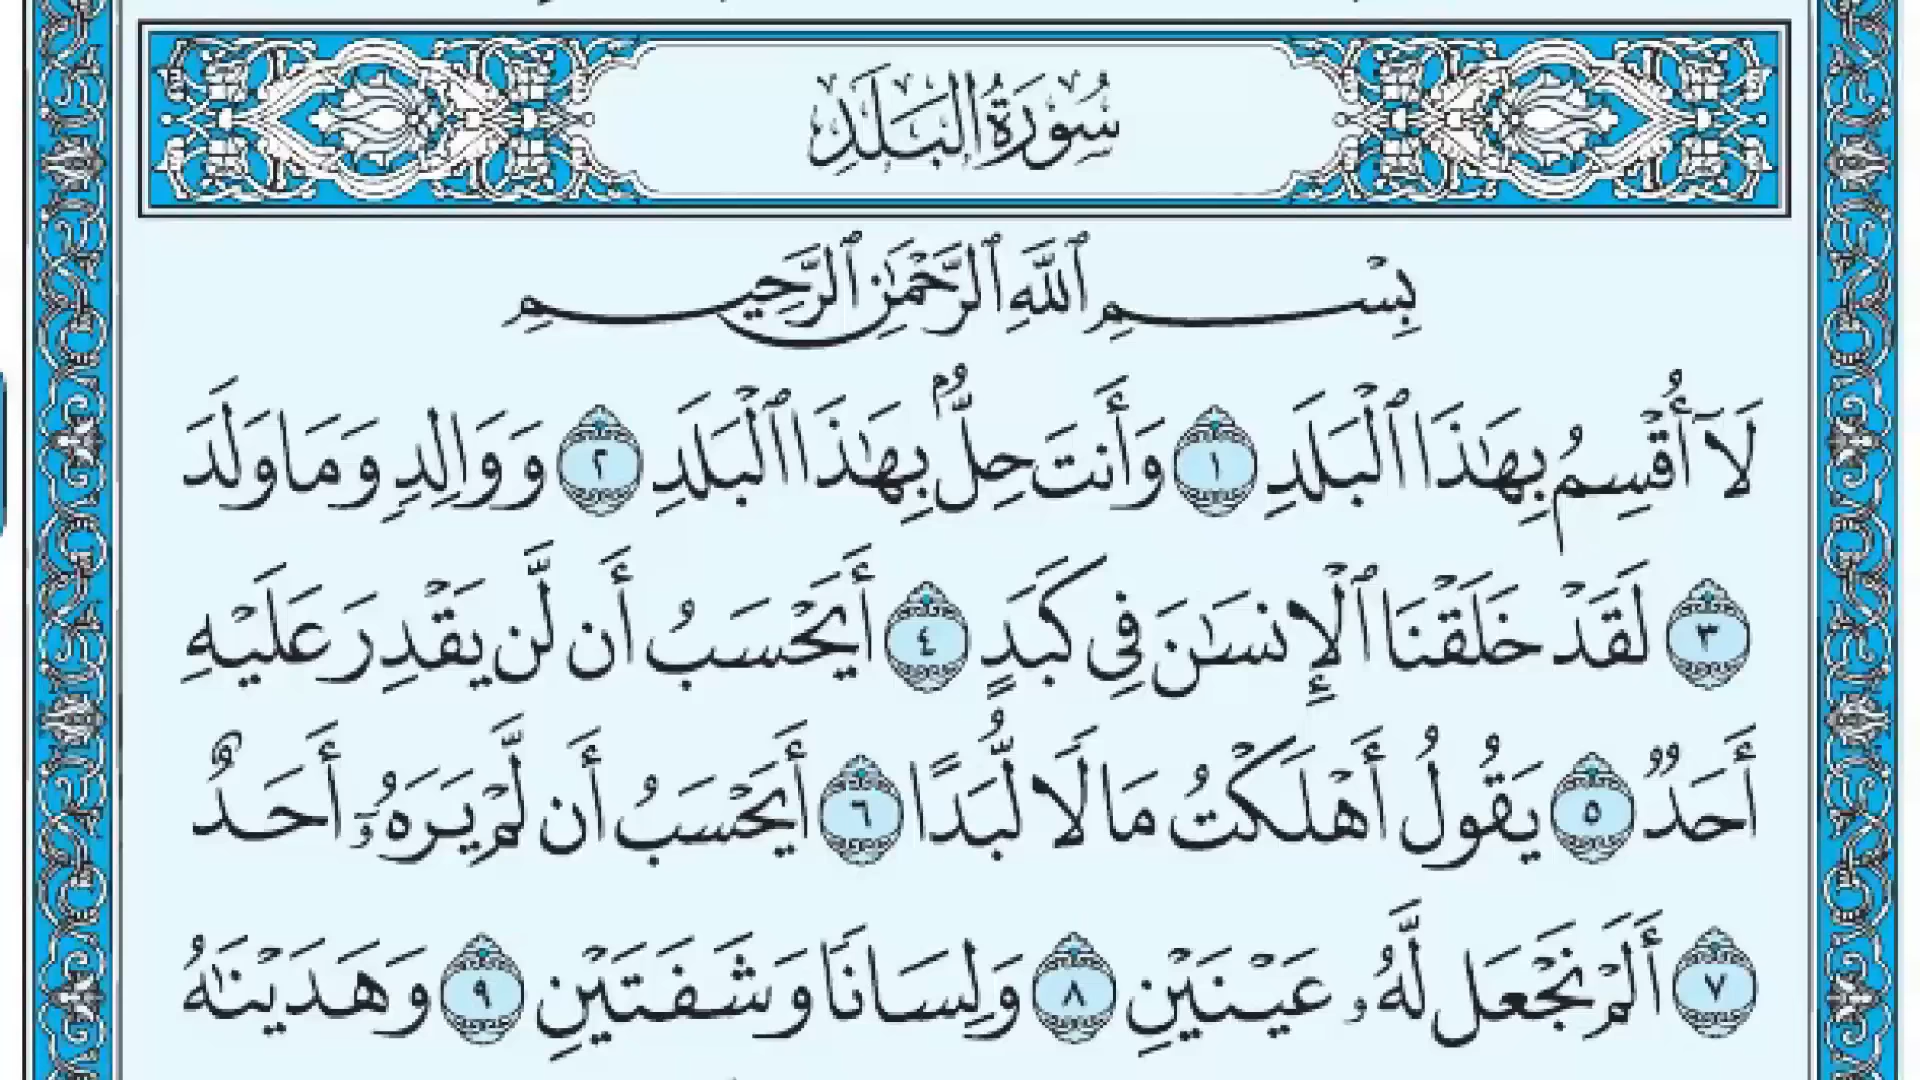 سُورَةُ البَلَدِ
بِسْمِ ٱللَّهِ ٱلرَّحْمَٰنِ ٱلرَّحِيمِ
لَآ أُقْسِمُ بِهَٰذَا ٱلْبَلَدِ ١ وَأَنتَ حِلٌّۢ بِهَٰذَا ٱلْبَلَدِ ٢ وَوَالِدٍ وَمَا وَلَدَ
٣ لَقَدْ خَلَقْنَا ٱلْإِنسَٰنَ فِى كَبَدٍ ٤ أَيَحْسَبُ أَن لَّن يَقْدِرَ عَلَيْهِ
أَحَدٌ ٥ يَقُولُ أَهْلَكْتُ مَالًا لُّبَدًا ٦ أَيَحْسَبُ أَن لَّمْ يَرَهُۥٓ أَحَدٌ
٧ أَلَمْ نَجْعَل لَّهُۥ عَيْنَيْنِ ٨ وَلِسَانًا وَشَفَتَيْنِ ٩ وَهَدَيْنَٰهُ